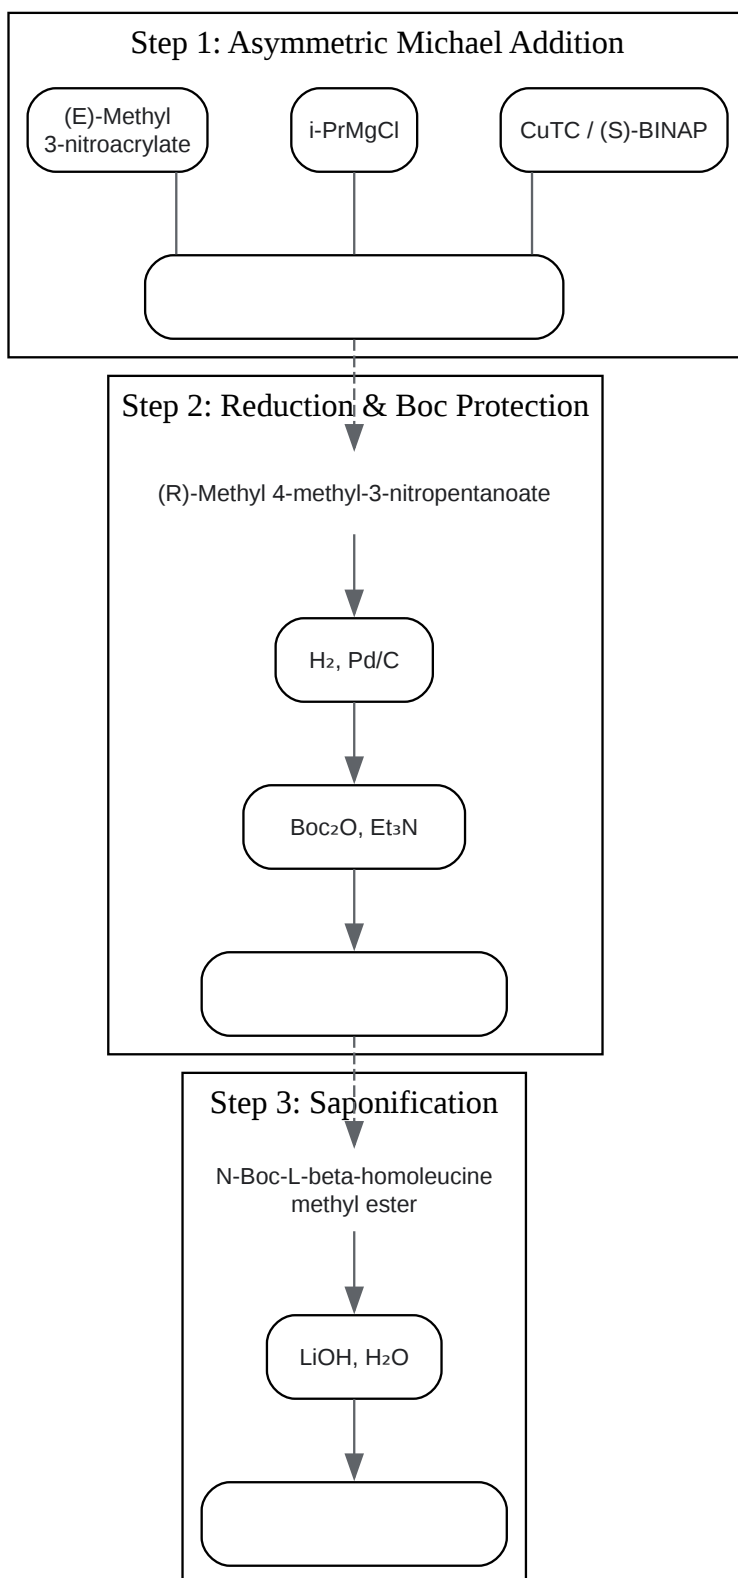 Step 1: Asymmetric Michael Addition
(E)-Methyl
3-nitroacrylate
i-PrMgCl
CuTC / (S)-BINAP
Step 2: Reduction & Boc Protection
(R)-Methyl 4-methyl-3-nitropentanoate
H₂, Pd/C
Boc₂O, Et₃N
Step 3: Saponification
N-Boc-L-beta-homoleucine
methyl ester
LiOH, H₂O